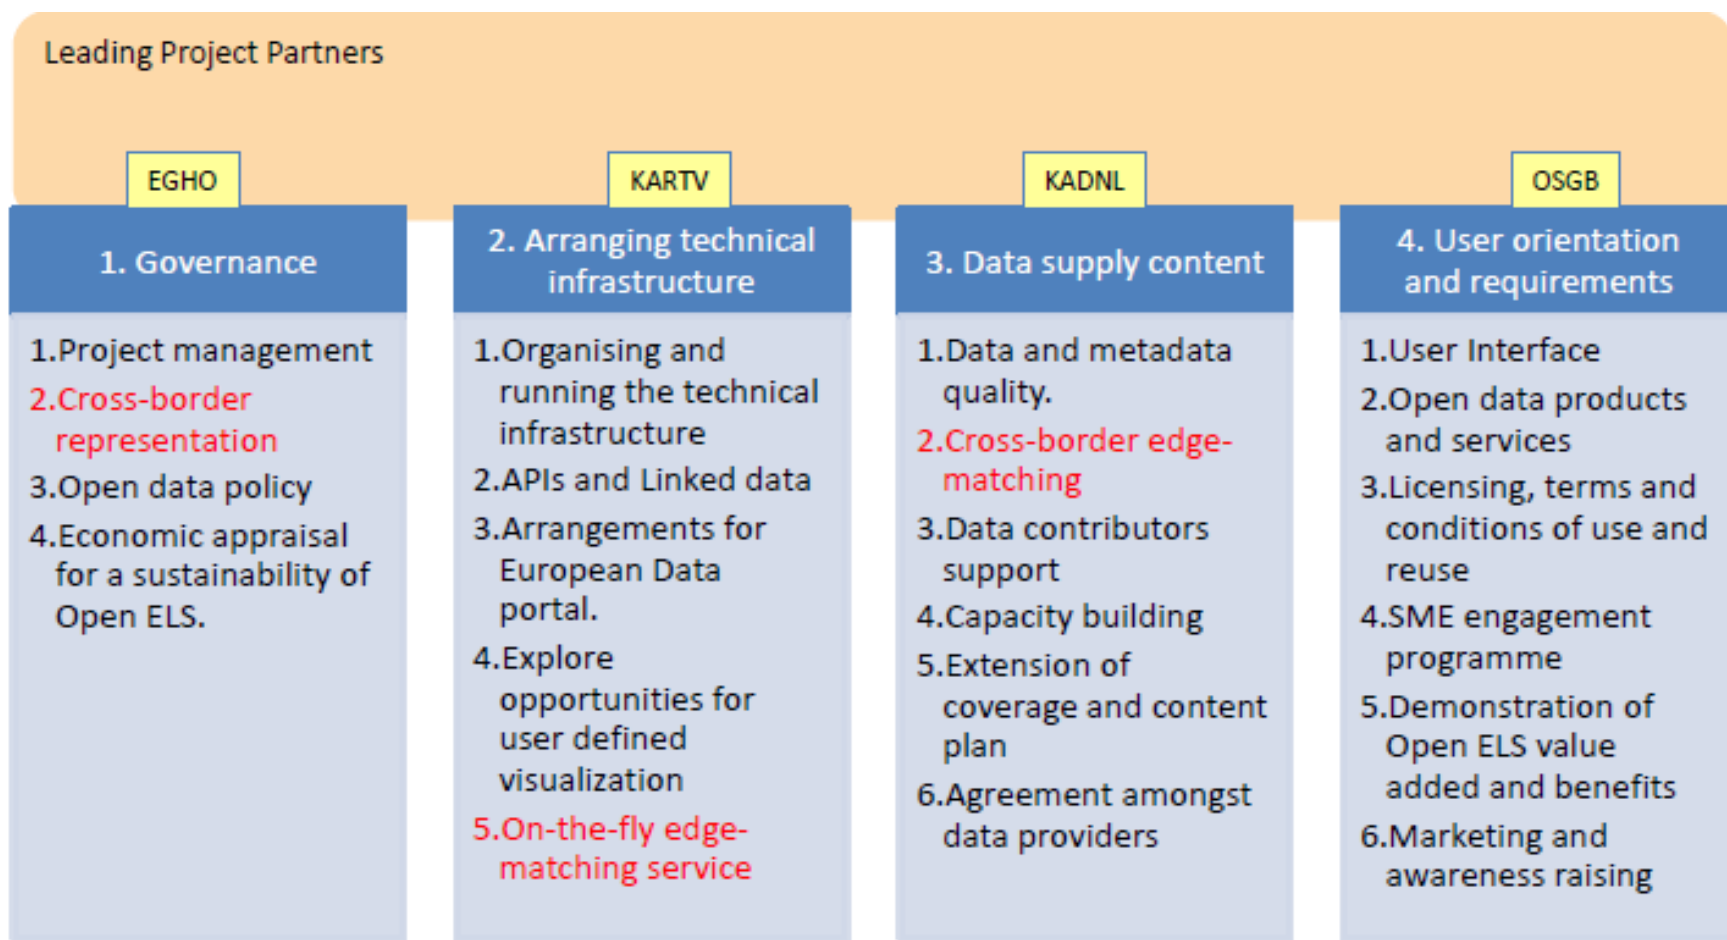 Leading Project Partners
EGHO
KARTV
KADNL
OSGB
1. Governance
1.Project management
2.Cross-border
representation
3.Open data policy
4.Economic appraisal
for a sustainability of
Open ELS.
2. Arranging technical
infrastructure
1.Organising and
running the technical
infrastructure
2.APIs and Linked data
3.Arrangements for
European Data
portal.
4.Explore
opportunities for
user defined
visualization
5.On-the-fly edge-
matching service
3. Data supply content
1.Data and metadata
quality.
2.Cross-border edge-
matching
3.Data contributors
support
4.Capacity building
5.Extension of
coverage and content
plan
6.Agreement amongst
data providers
4. User orientation
and requirements
1.User Interface
2.Open data products
and services
3.Licensing, terms and
conditions of use and
reuse
4.SME engagement
programme
5.Demonstration of
Open ELS value
added and benefits
6.Marketing and
awareness raising